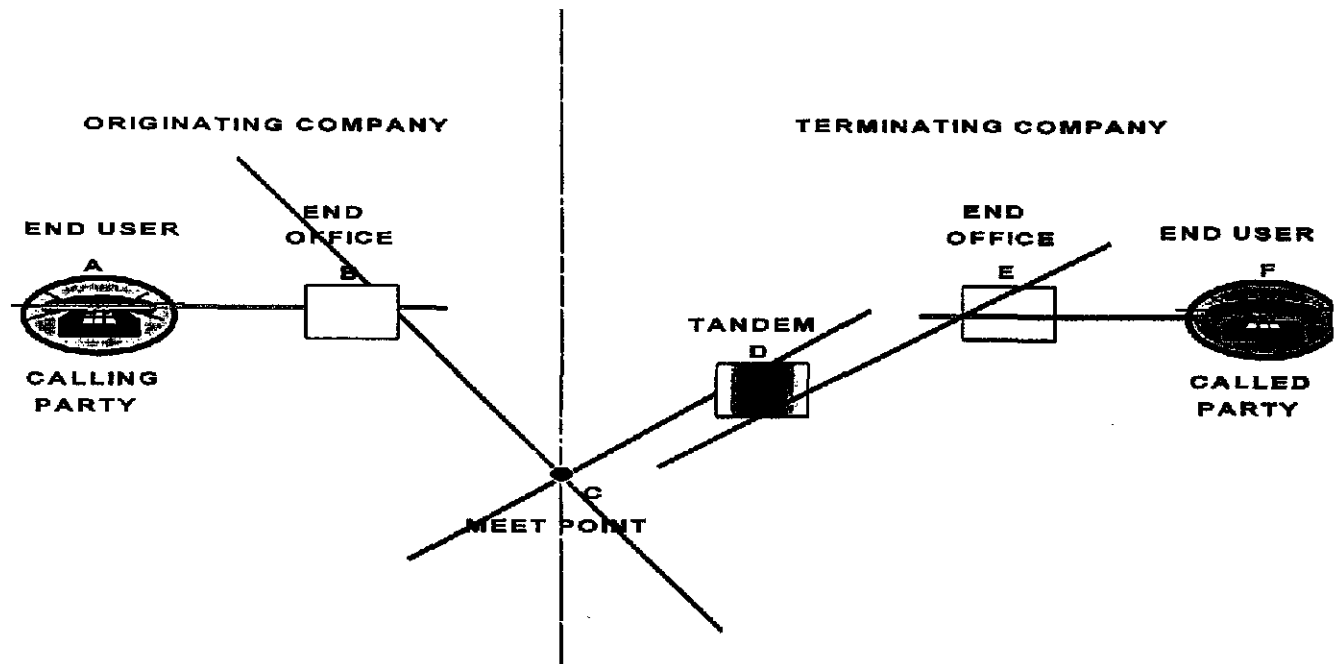 ORIGINATING COMPANY
TERMINATING COMPANY
END USER
A
CALLING
PARTY
END
OFFICE
B
C
MEET POINT
TANDEM
D
END
OFFICE
E
END USER
F
CALLED
PARTY